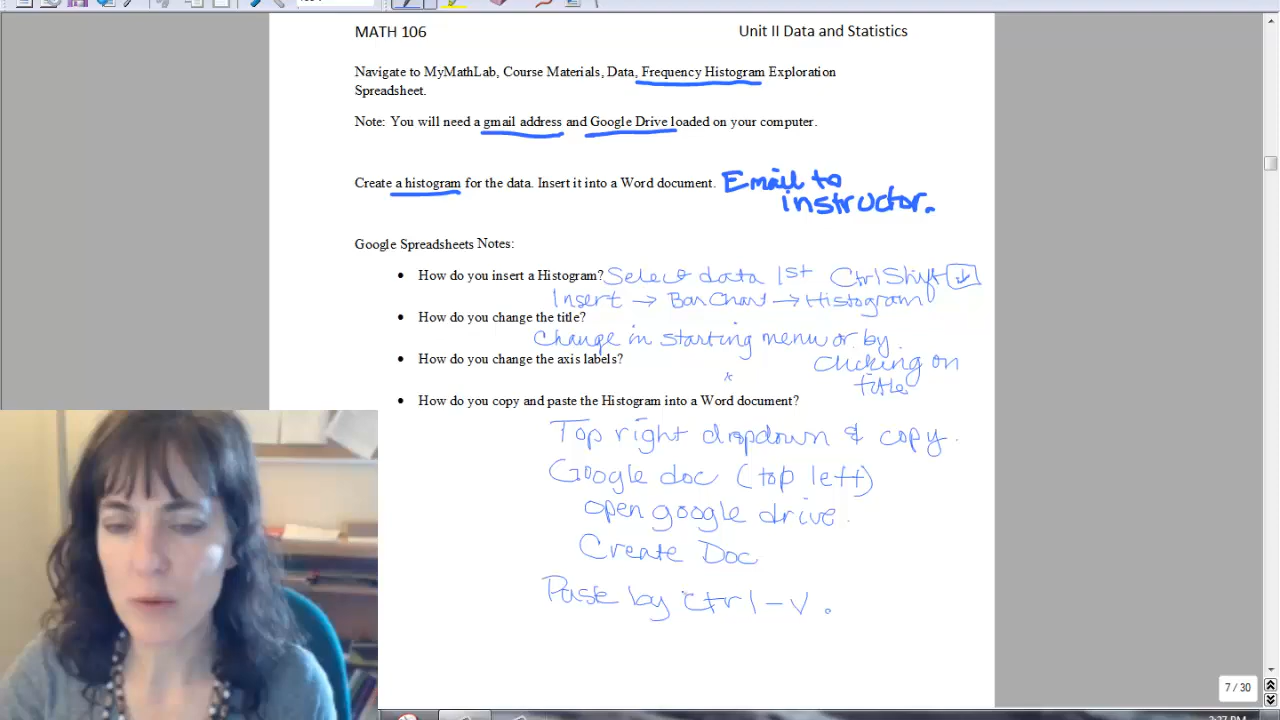 MATH 106 Unit II Data and Statistics
Navigate to MyMathLab, Course Materials, Data, Frequency Histogram Exploration
Spreadsheet.
Note: You will need a gmail address and Google Drive loaded on your computer.
Create a histogram for the data. Insert it into a Word document. Email to
instructor.
Google Spreadsheets Notes:
• How do you insert a Histogram? Select data 1st Ctrl Shift ↓
Insert → Bar Chart → Histogram
• How do you change the title?
Change in starting menu or by
• How do you change the axis labels? clicking on
title
*
• How do you copy and paste the Histogram into a Word document?
Top right dropdown & copy.
Google doc (top left)
open google drive.
Create Doc
Paste by Ctrl-V.
7 / 30